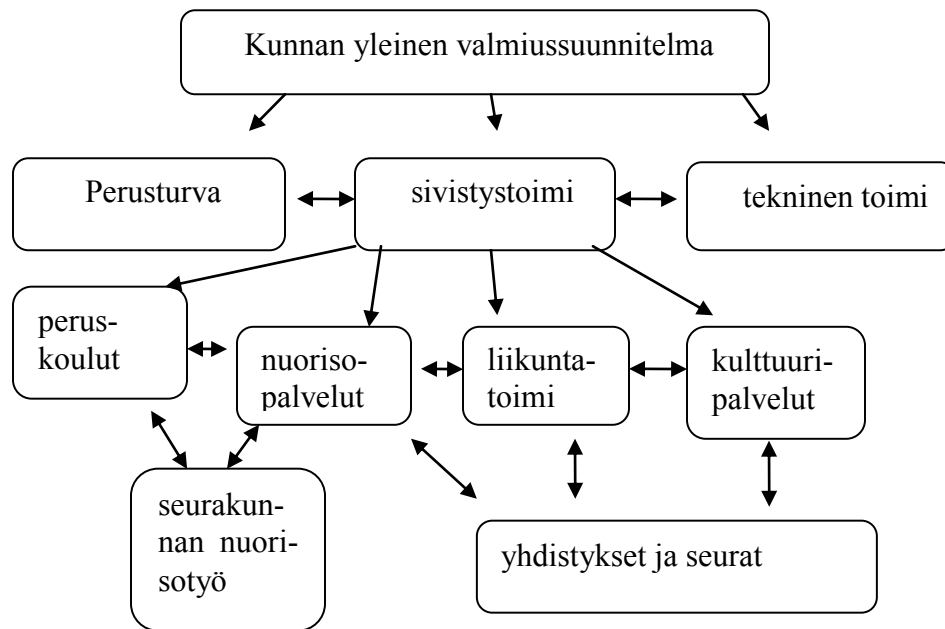 Kunnan yleinen valmiussuunnitelma
Perusturva
sivistystoimi
tekninen toimi
perus-
koulut
nuoriso-
palvelut
liikunta-
toimi
kulttuuri-
palvelut
seurakun-
nan nuori-
sotyö
yhdistykset ja seurat